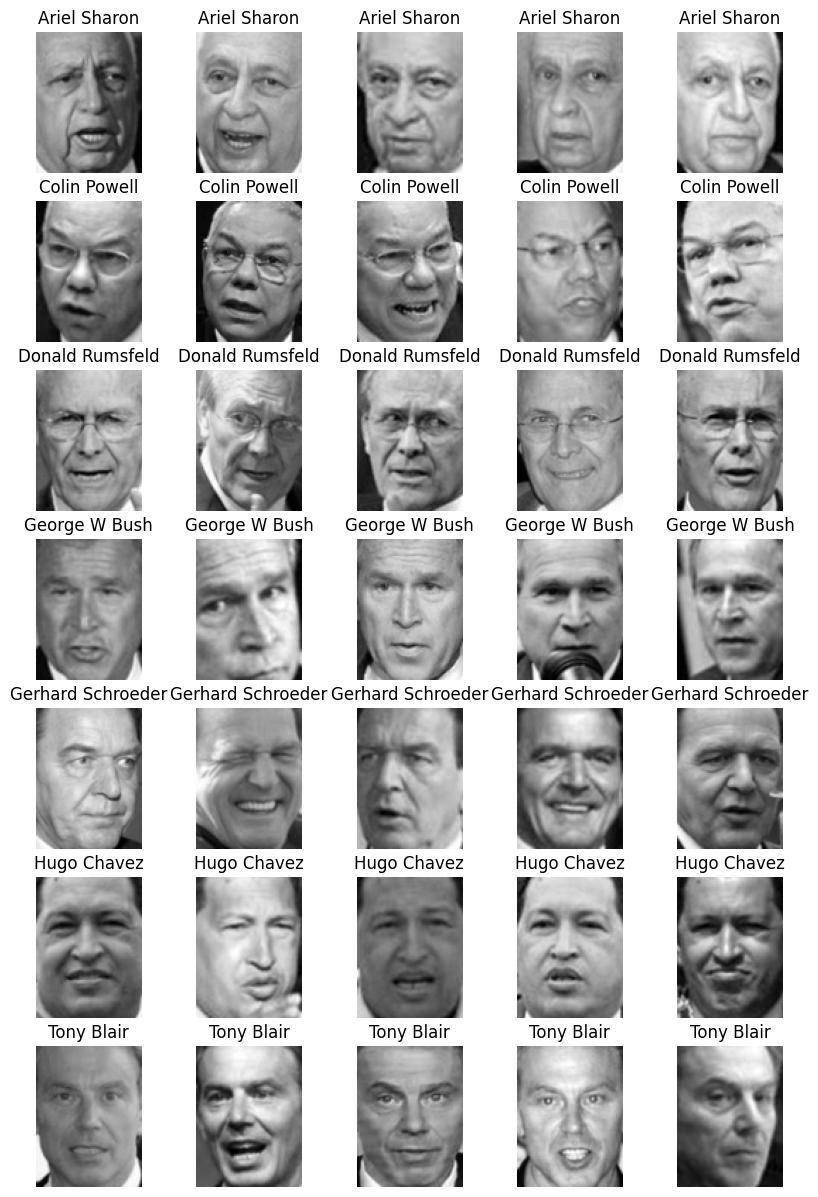 Ariel Sharon Ariel Sharon Ariel Sharon Ariel Sharon Ariel Sharon
Colin Powell Colin Powell Colin Powell Colin Powell Colin Powell
Donald Rumsfeld Donald Rumsfeld Donald Rumsfeld Donald Rumsfeld Donald Rumsfeld
George W Bush George W Bush George W Bush George W Bush George W Bush
Gerhard Schroeder Gerhard Schroeder Gerhard Schroeder Gerhard Schroeder Gerhard Schroeder
Hugo Chavez Hugo Chavez Hugo Chavez Hugo Chavez Hugo Chavez
Tony Blair Tony Blair Tony Blair Tony Blair Tony Blair